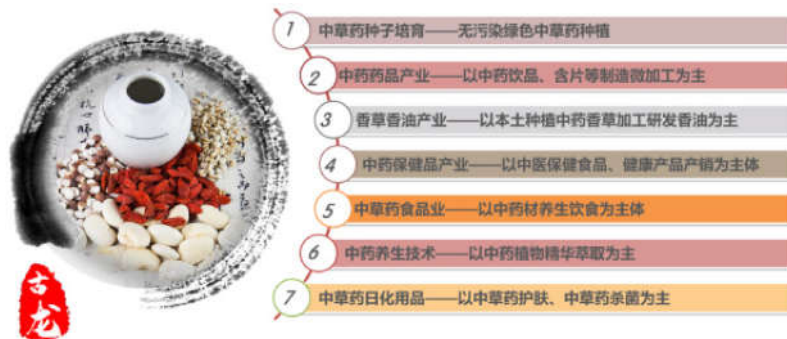 1
中草药种子培育——无污染绿色中草药种植
2
中药药品产业——以中药饮品、含片等制造微加工为主
3
香草香油产业——以本土种植中药香草加工研发香油为主
4
中药保健品产业——以中医保健食品、健康产品产销为主体
5
中草药食品业——以中药材养生饮食为主体
6
中药养生技术——以中药植物精华萃取为主
7
中草药日化用品——以中草药护肤、中草药杀菌为主
古龙